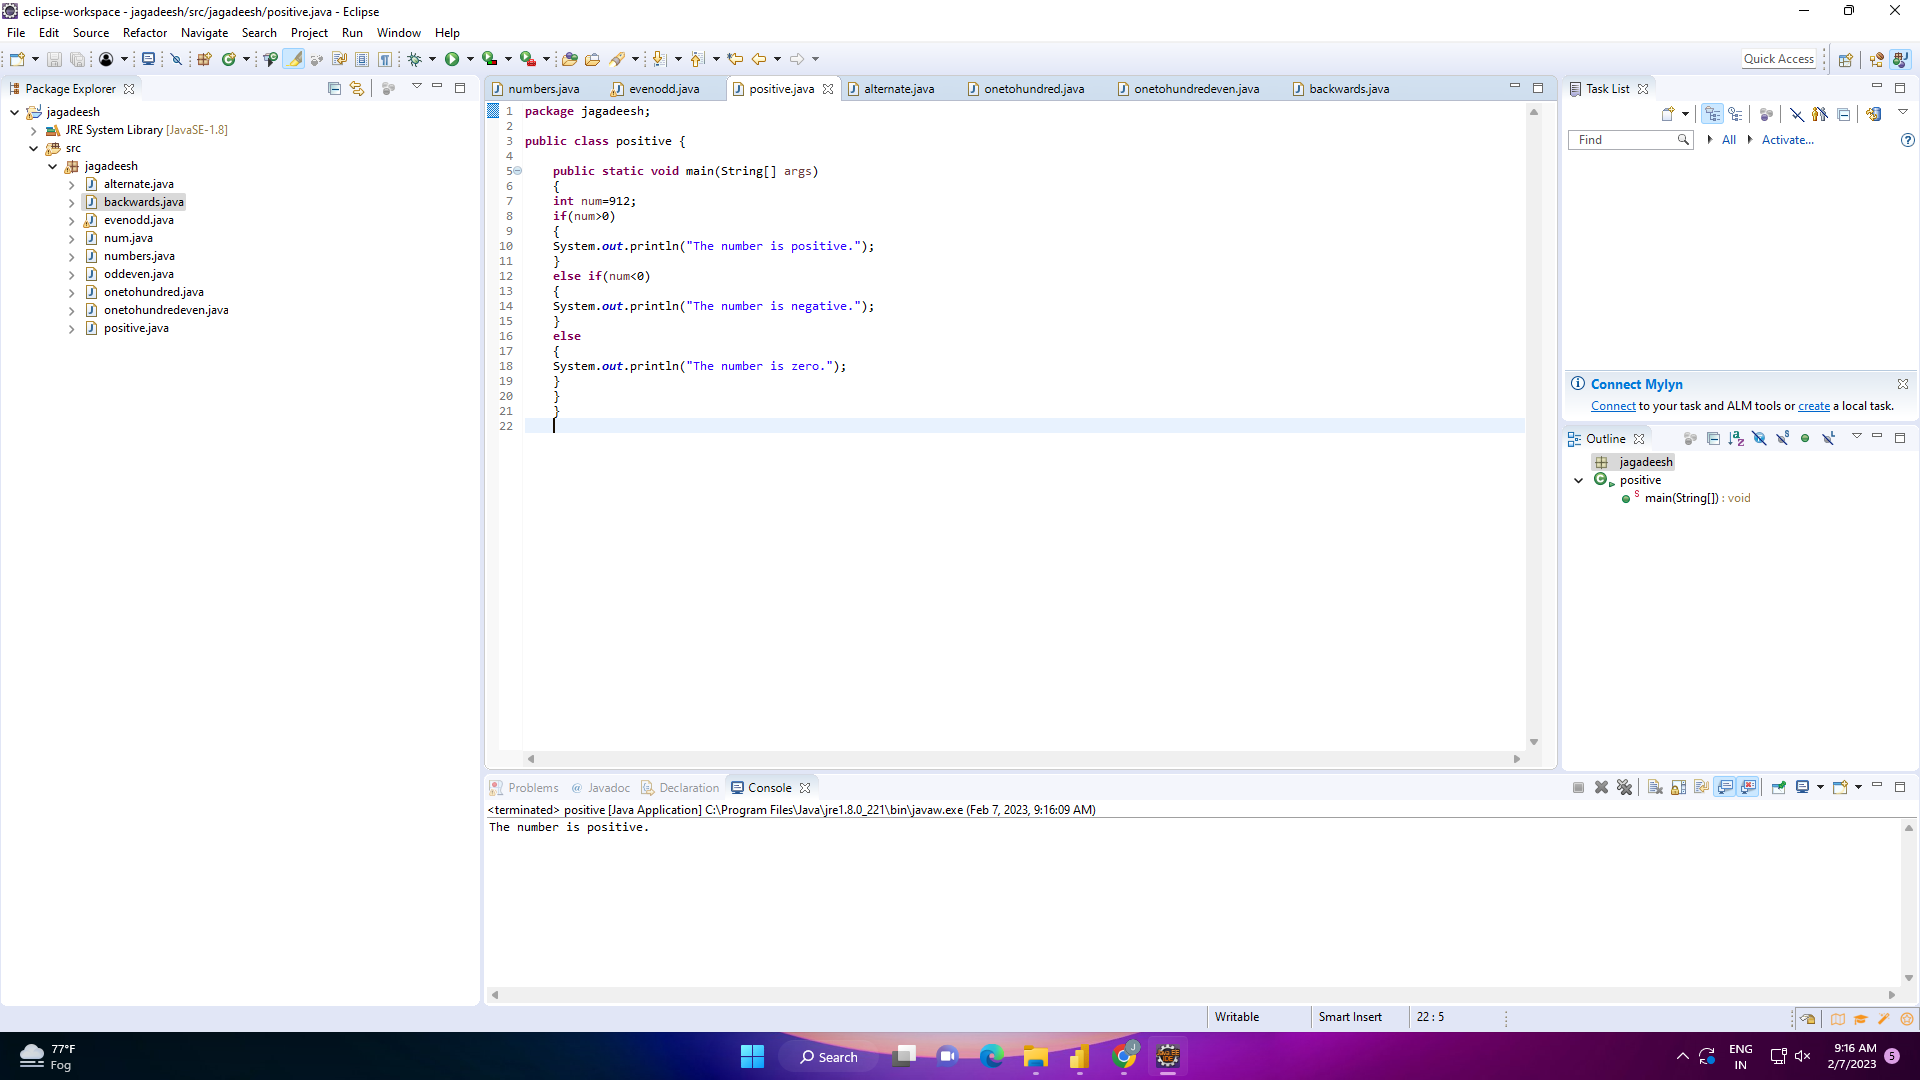 eclipse-workspace - jagadeesh/src/jagadeesh/positive.java - Eclipse
File Edit Source Refactor Navigate Search Project Run Window Help
Quick Access
Package Explorer
jagadeesh
JRE System Library [JavaSE-1.8]
src
jagadeesh
alternate.java
backwards.java
evenodd.java
num.java
numbers.java
oddeven.java
onetohundred.java
onetohundredeven.java
positive.java
numbers.java evenodd.java positive.java alternate.java onetohundred.java onetohundredeven.java backwards.java
1 package jagadeesh;
2
3 public class positive {
4
5 public static void main(String[] args)
6 {
7 int num=912;
8 if(num>0)
9 {
10 System.out.println("The number is positive.");
11 }
12 else if(num<0)
13 {
14 System.out.println("The number is negative.");
15 }
16 else
17 {
18 System.out.println("The number is zero.");
19 }
20 }
21 }
22
Task List
Find All Activate...
Connect Mylyn
Connect to your task and ALM tools or create a local task.
Outline
jagadeesh
positive
main(String[]) : void
Problems @ Javadoc Declaration Console
<terminated> positive [Java Application] C:\Program Files\Java\jre1.8.0_221\bin\javaw.exe (Feb 7, 2023, 9:16:09 AM)
The number is positive.
Writable Smart Insert 22 : 5
77°F
Fog
Search
ENG
IN
9:16 AM
2/7/2023
5